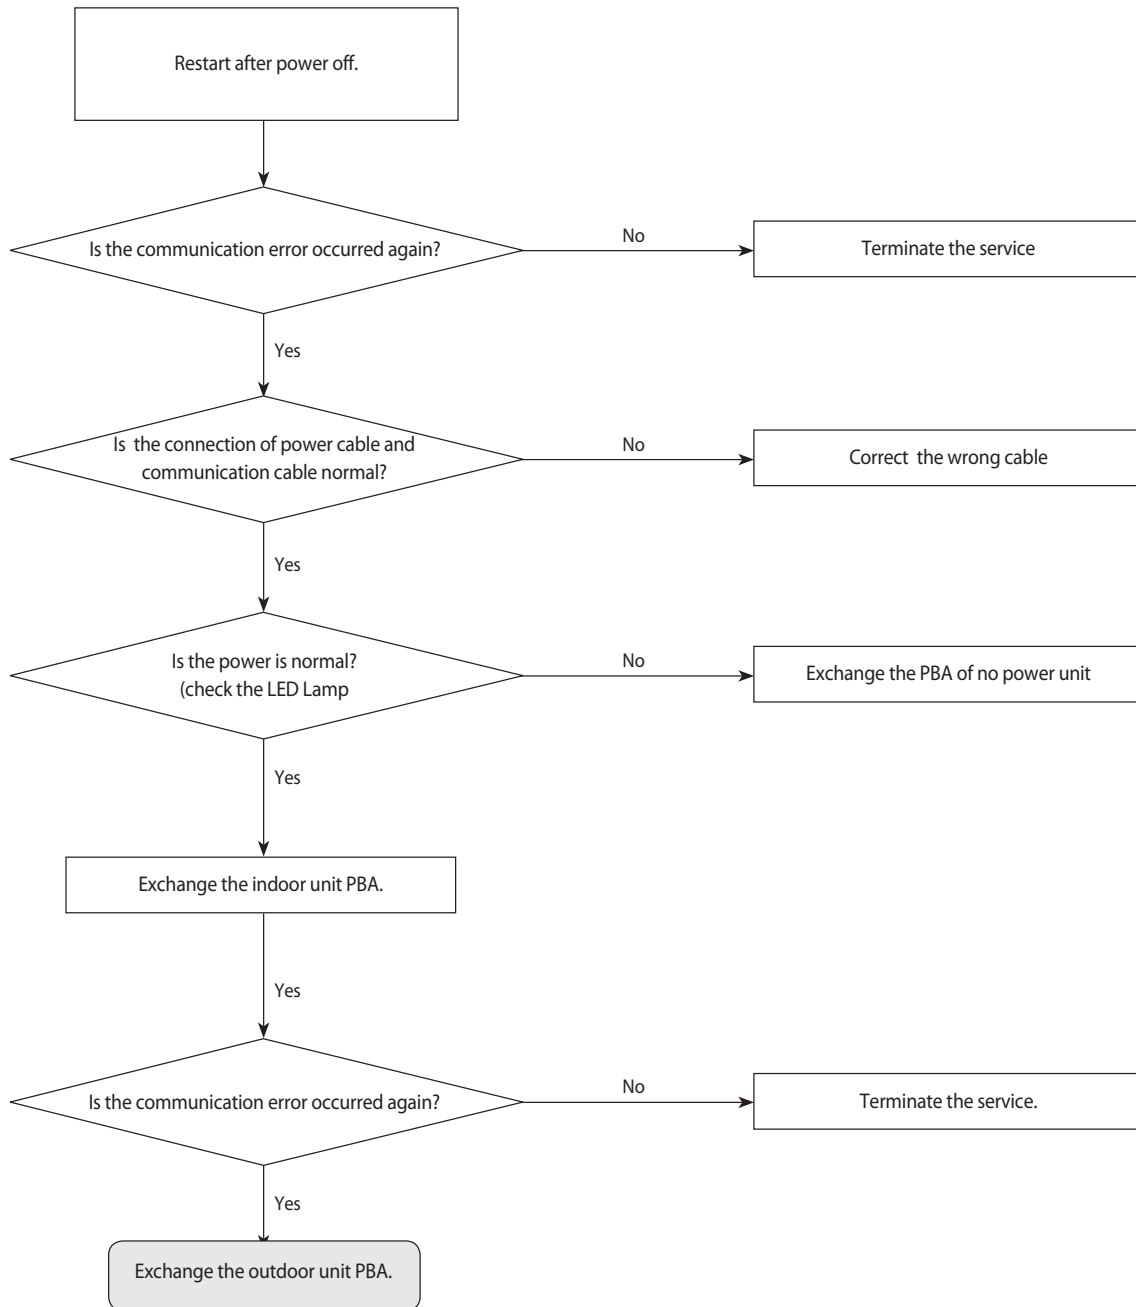 Restart after power off.
Is the communication error occurred again?
No
Terminate the service
Yes
Is the connection of power cable and
communication cable normal?
No
Correct the wrong cable
Yes
Is the power is normal?
(check the LED Lamp
No
Exchange the PBA of no power unit
Yes
Exchange the indoor unit PBA.
Yes
Is the communication error occurred again?
No
Terminate the service.
Yes
Exchange the outdoor unit PBA.